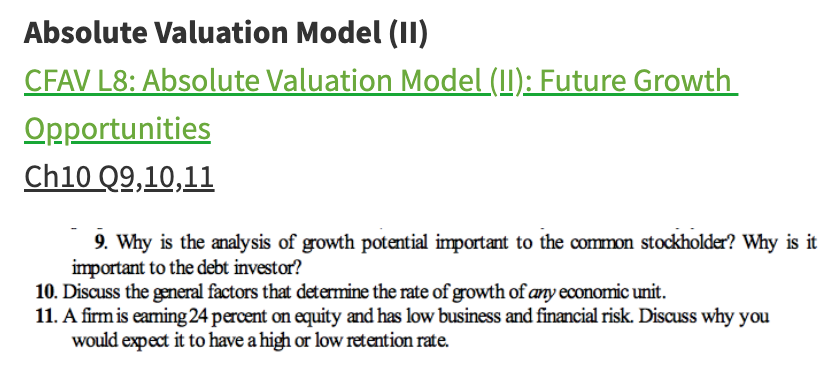 Absolute Valuation Model (II)
CFAV L8: Absolute Valuation Model (II): Future Growth
Opportunities
Ch10 Q9,10,11
9. Why is the analysis of growth potential important to the common stockholder? Why is it
important to the debt investor?
10. Discuss the general factors that determine the rate of growth of any economic unit.
11. A firm is earning 24 percent on equity and has low business and financial risk. Discuss why you
would expect it to have a high or low retention rate.